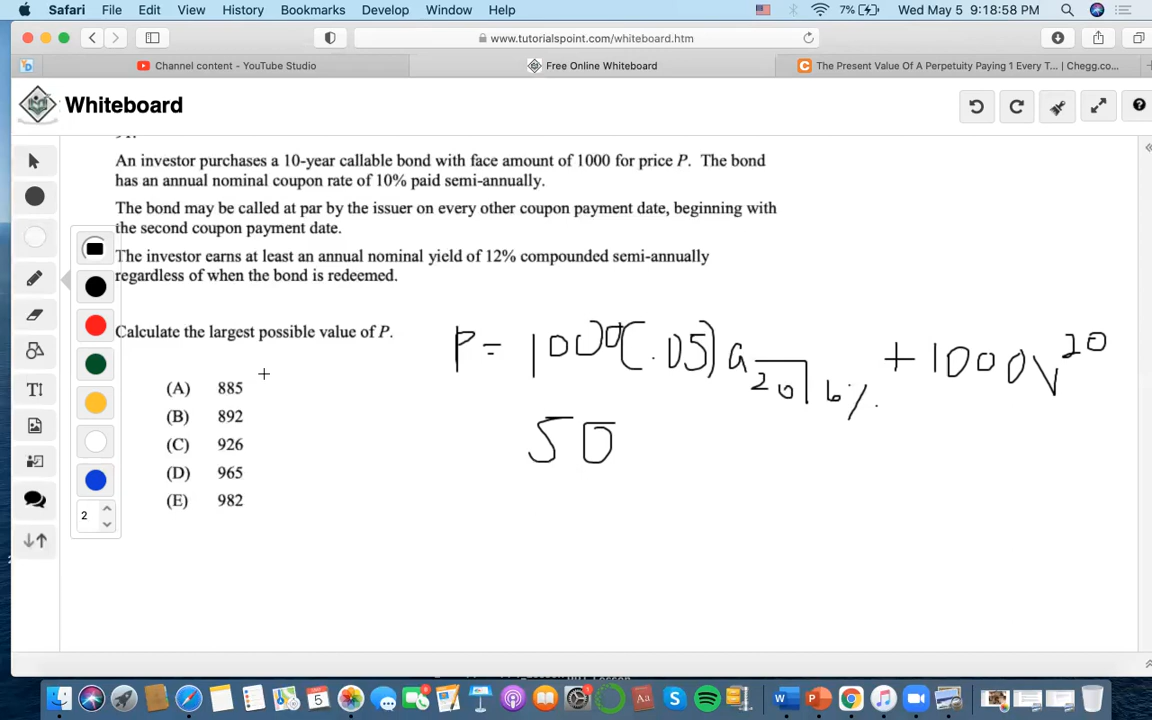 Safari File Edit View History Bookmarks Develop Window Help 7% Wed May 5 9:18:58 PM
www.tutorialspoint.com/whiteboard.htm
Channel content - YouTube Studio Free Online Whiteboard The Present Value Of A Perpetuity Paying 1 Every T... | Chegg.co...
Whiteboard
An investor purchases a 10-year callable bond with face amount of 1000 for price P. The bond
has an annual nominal coupon rate of 10% paid semi-annually.
The bond may be called at par by the issuer on every other coupon payment date, beginning with
the second coupon payment date.
The investor earns at least an annual nominal yield of 12% compounded semi-annually
regardless of when the bond is redeemed.
Calculate the largest possible value of P.
P = 1000(.05) a 20 6% + 1000 v 20
50
(A) 885
(B) 892
(C) 926
(D) 965
(E) 982
2